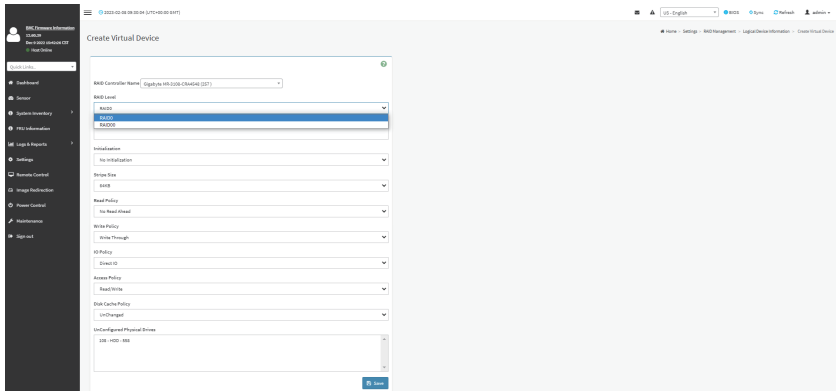 2023-02-08 08:30:04 (UTC+00:00 GMT)
US - English
BIOS
Sync
Refresh
admin
BMC Firmware Information
Host Online
Quick Links...
Dashboard
Sensor
System Inventory
FRU Information
Logs & Reports
Settings
Remote Control
Image Redirection
Power Control
Maintenance
Sign out
Create Virtual Device
Home > Settings > RAID Management > Logical Device Information > Create Virtual Device
RAID Controller Name
RAID Level
RAID0
RAID0
RAID00
Initialization
No Initialization
Stripe Size
64KB
Read Policy
No Read Ahead
Write Policy
Write Through
IO Policy
Direct IO
Access Policy
Read/Write
Disk Cache Policy
UnChanged
UnConfigured Physical Drives
Save